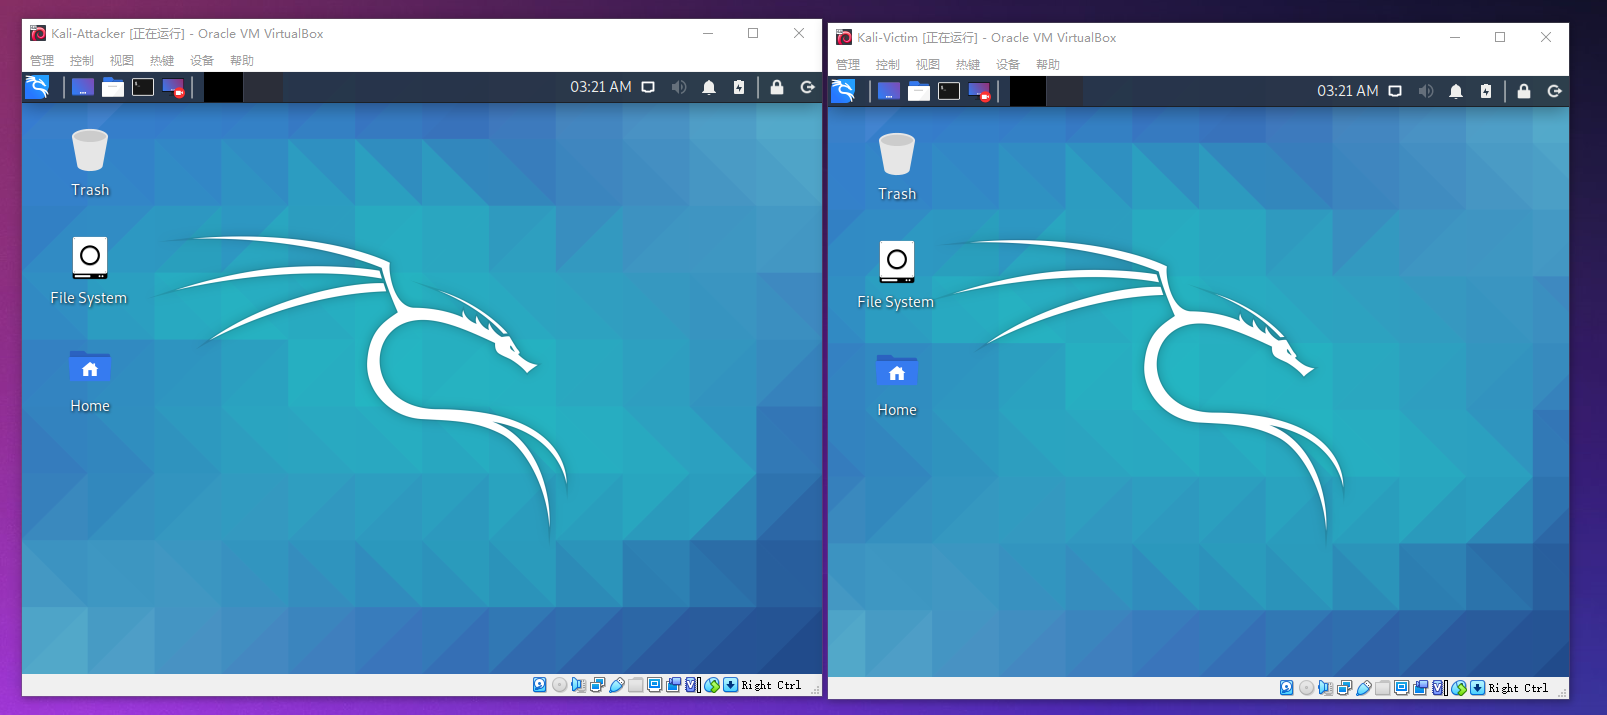 Kali-Attacker [正在运行] - Oracle VM VirtualBox
管理 控制 视图 热键 设备 帮助
03:21 AM
Trash
File System
Home
Right Ctrl
Kali-Victim [正在运行] - Oracle VM VirtualBox
管理 控制 视图 热键 设备 帮助
03:21 AM
Trash
File System
Home
Right Ctrl